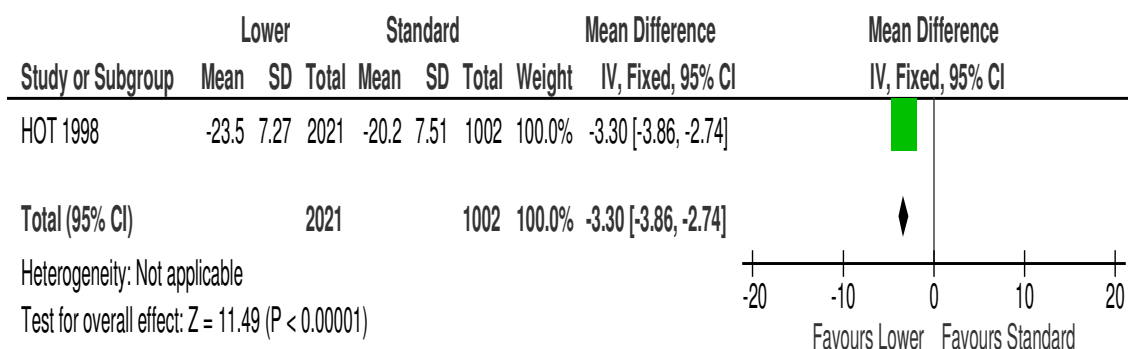 Lower Standard Mean Difference Mean Difference
Study or Subgroup Mean SD Total Mean SD Total Weight IV, Fixed, 95% CI IV, Fixed, 95% CI
HOT 1998 -23.5 7.27 2021 -20.2 7.51 1002 100.0% -3.30 [-3.86, -2.74]
Total (95% CI) 2021 1002 100.0% -3.30 [-3.86, -2.74]
Heterogeneity: Not applicable
Test for overall effect: Z = 11.49 (P < 0.00001)
-20 -10 0 10 20
Favours Lower Favours Standard